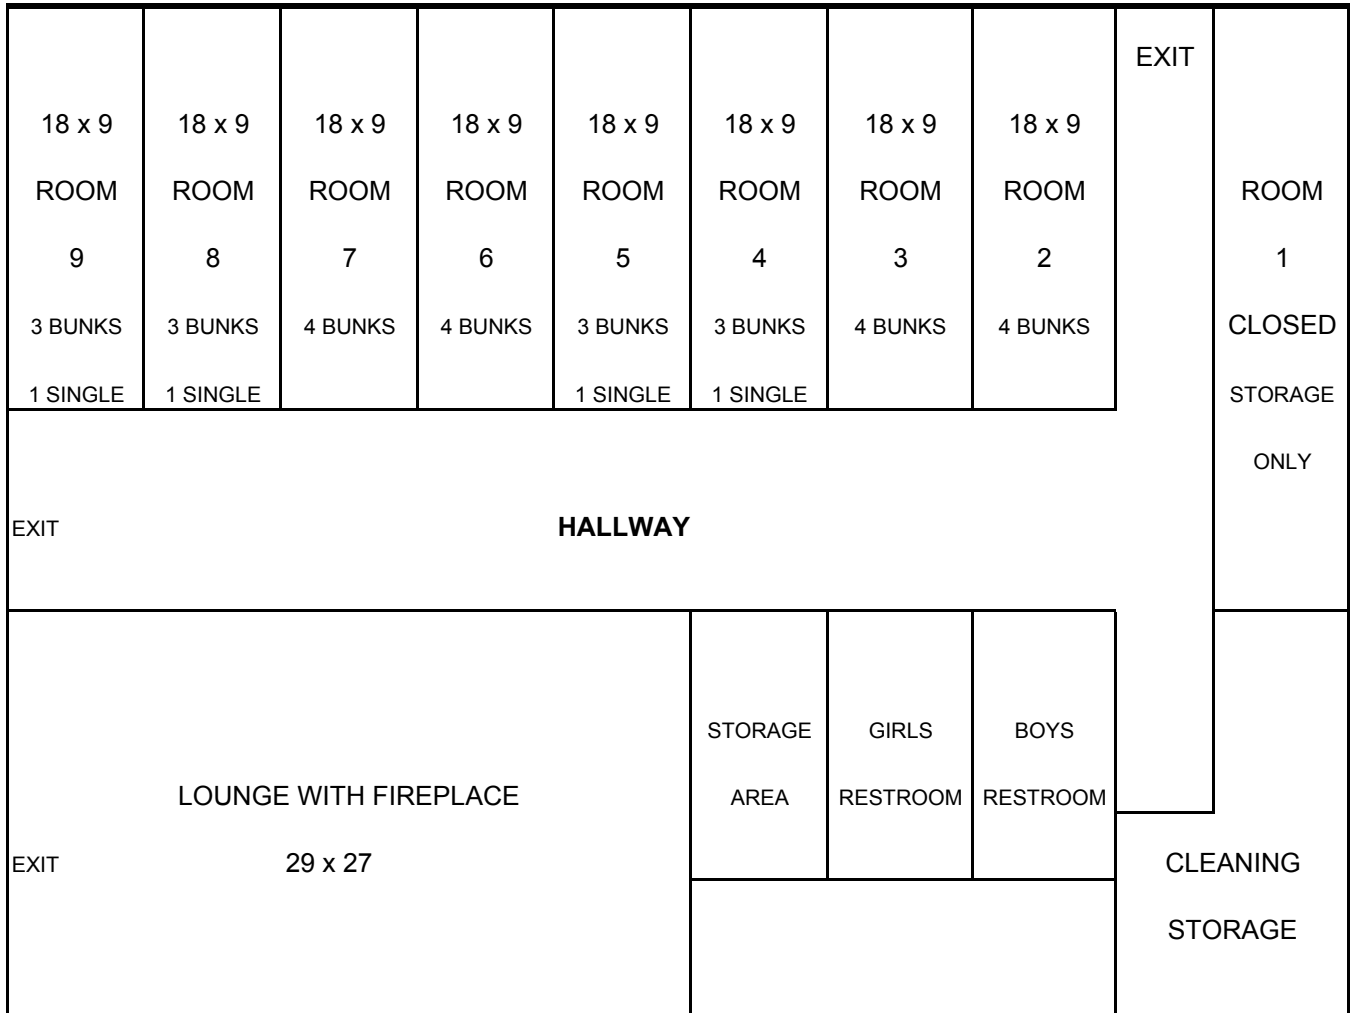 EXIT
18 x 9 18 x 9 18 x 9 18 x 9 18 x 9 18 x 9 18 x 9 18 x 9
ROOM ROOM ROOM ROOM ROOM ROOM ROOM ROOM ROOM
9 8 7 6 5 4 3 2 1
3 BUNKS 3 BUNKS 4 BUNKS 4 BUNKS 3 BUNKS 3 BUNKS 4 BUNKS 4 BUNKS CLOSED
1 SINGLE 1 SINGLE 1 SINGLE 1 SINGLE STORAGE
ONLY
EXIT HALLWAY
STORAGE GIRLS BOYS
LOUNGE WITH FIREPLACE AREA RESTROOM RESTROOM
EXIT 29 x 27 CLEANING
STORAGE